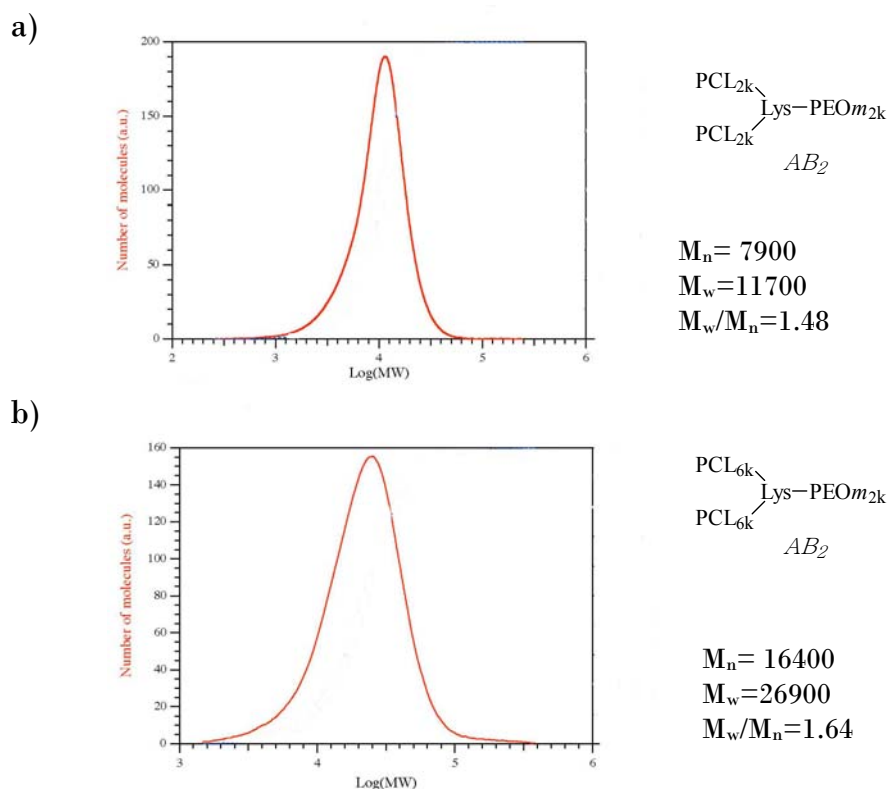 a)
Number of molecules (a.u.)
200
150
100
50
0
2 3 4 5 6
Log(MW)
PCL2k
Lys—PEOm2k
PCL2k
AB2
Mn= 7900
Mw=11700
Mw/Mn=1.48
b)
Number of molecules (a.u.)
160
140
120
100
80
60
40
20
0
3 4 5 6
Log(MW)
PCL6k
Lys—PEOm2k
PCL6k
AB2
Mn= 16400
Mw=26900
Mw/Mn=1.64